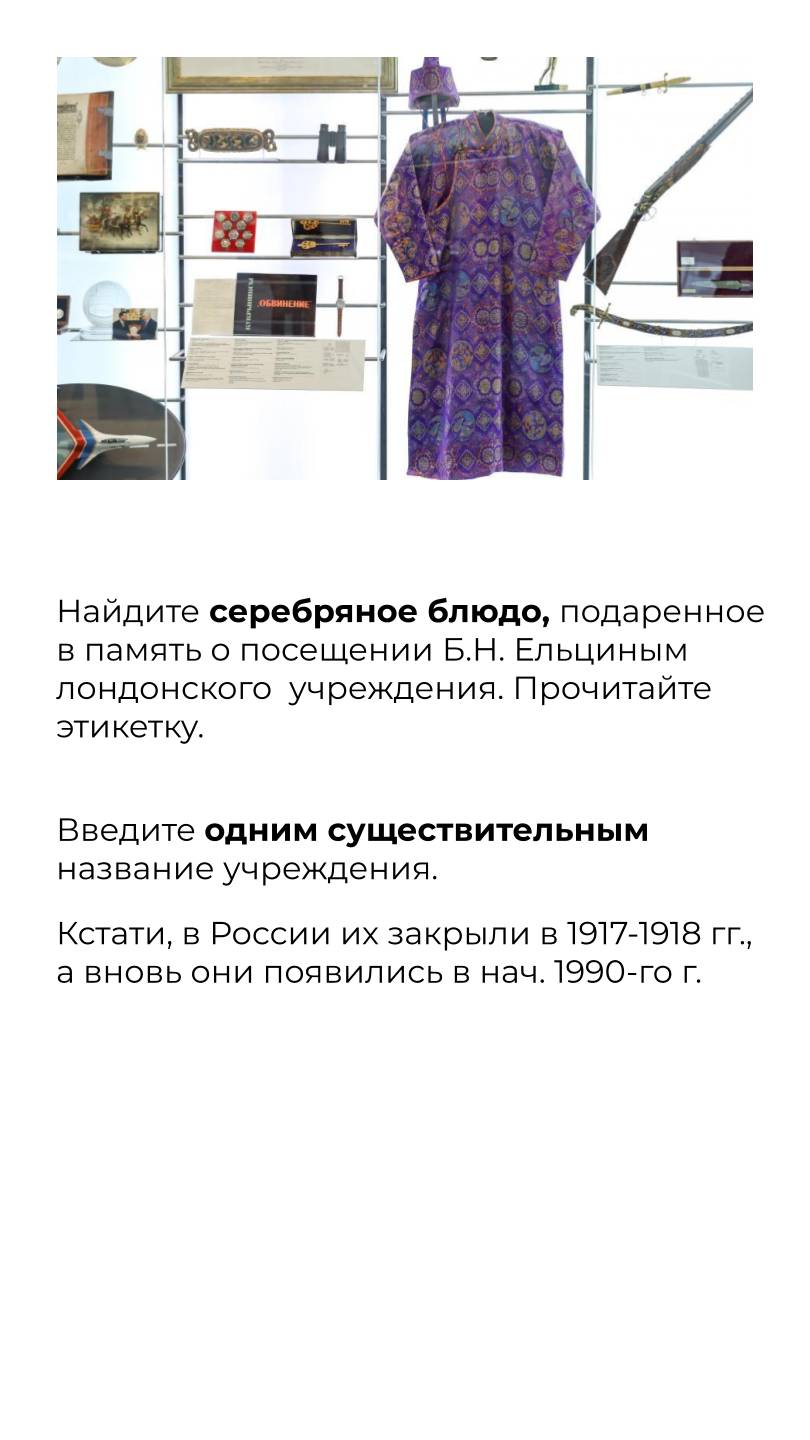 КУКРЫНИКСЫ
„ОБВИНЕНИЕ"
Найдите серебряное блюдо, подаренное
в память о посещении Б.Н. Ельциным
лондонского учреждения. Прочитайте
этикетку.
Введите одним существительным
название учреждения.
Кстати, в России их закрыли в 1917-1918 гг.,
а вновь они появились в нач. 1990-го г.